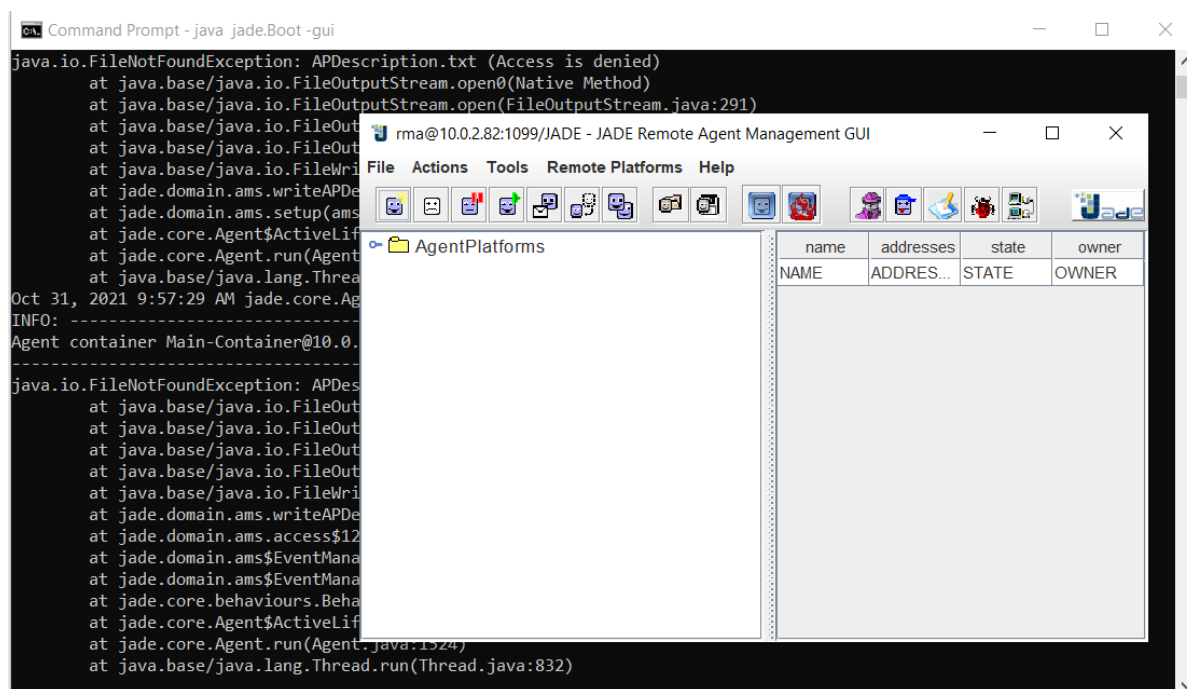 Command Prompt - java jade.Boot -gui
java.io.FileNotFoundException: APDescription.txt (Access is denied)
at java.base/java.io.FileOutputStream.open0(Native Method)
at java.base/java.io.FileOutputStream.open(FileOutputStream.java:291)
at java.base/java.io.FileOut
at java.base/java.io.FileOut
at java.base/java.io.FileWri
at jade.domain.ams.writeAPDe
at jade.domain.ams.setup(ams
at jade.core.Agent$ActiveLif
at jade.core.Agent.run(Agent
at java.base/java.lang.Threa
Oct 31, 2021 9:57:29 AM jade.core.Ag
INFO: ------------------------------
Agent container Main-Container@10.0.
------------------------------------
java.io.FileNotFoundException: APDes
at java.base/java.io.FileOut
at java.base/java.io.FileOut
at java.base/java.io.FileOut
at java.base/java.io.FileOut
at java.base/java.io.FileWri
at jade.domain.ams.writeAPDe
at jade.domain.ams.access$12
at jade.domain.ams$EventMana
at jade.domain.ams$EventMana
at jade.core.behaviours.Beha
at jade.core.Agent$ActiveLif
at jade.core.Agent.run(Agent.java:1524)
at java.base/java.lang.Thread.run(Thread.java:832)
rma@10.0.2.82:1099/JADE - JADE Remote Agent Management GUI
File Actions Tools Remote Platforms Help
Jade
AgentPlatforms
name addresses state owner
NAME ADDRES... STATE OWNER